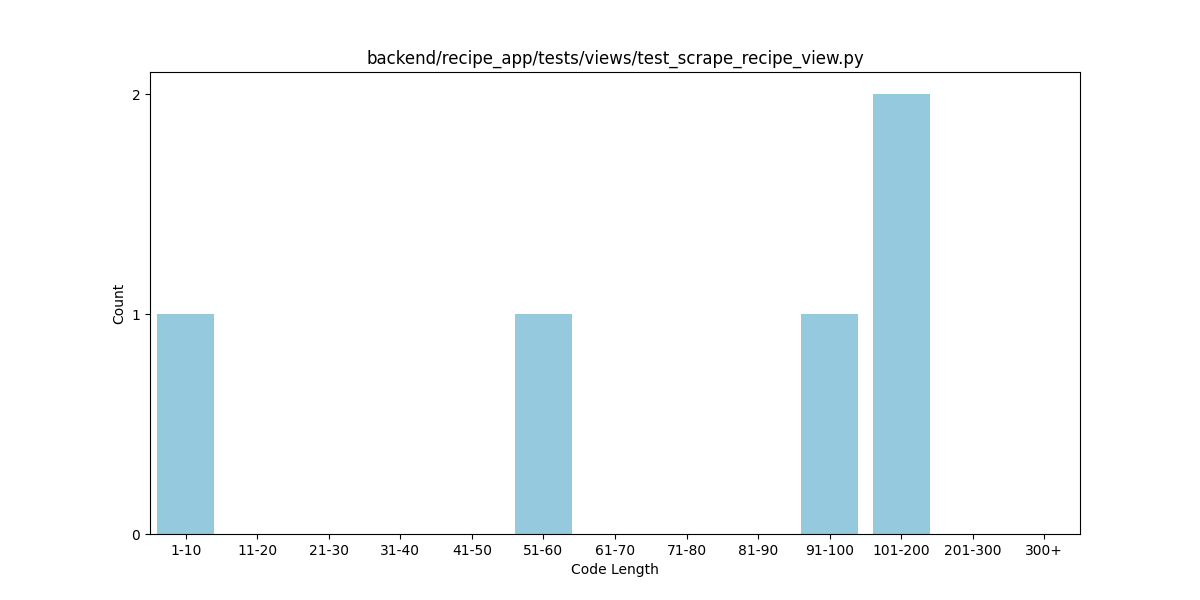 backend/recipe_app/tests/views/test_scrape_recipe_view.py
2
1
0
Count
1-10 11-20 21-30 31-40 41-50 51-60 61-70 71-80 81-90 91-100 101-200 201-300 300+
Code Length